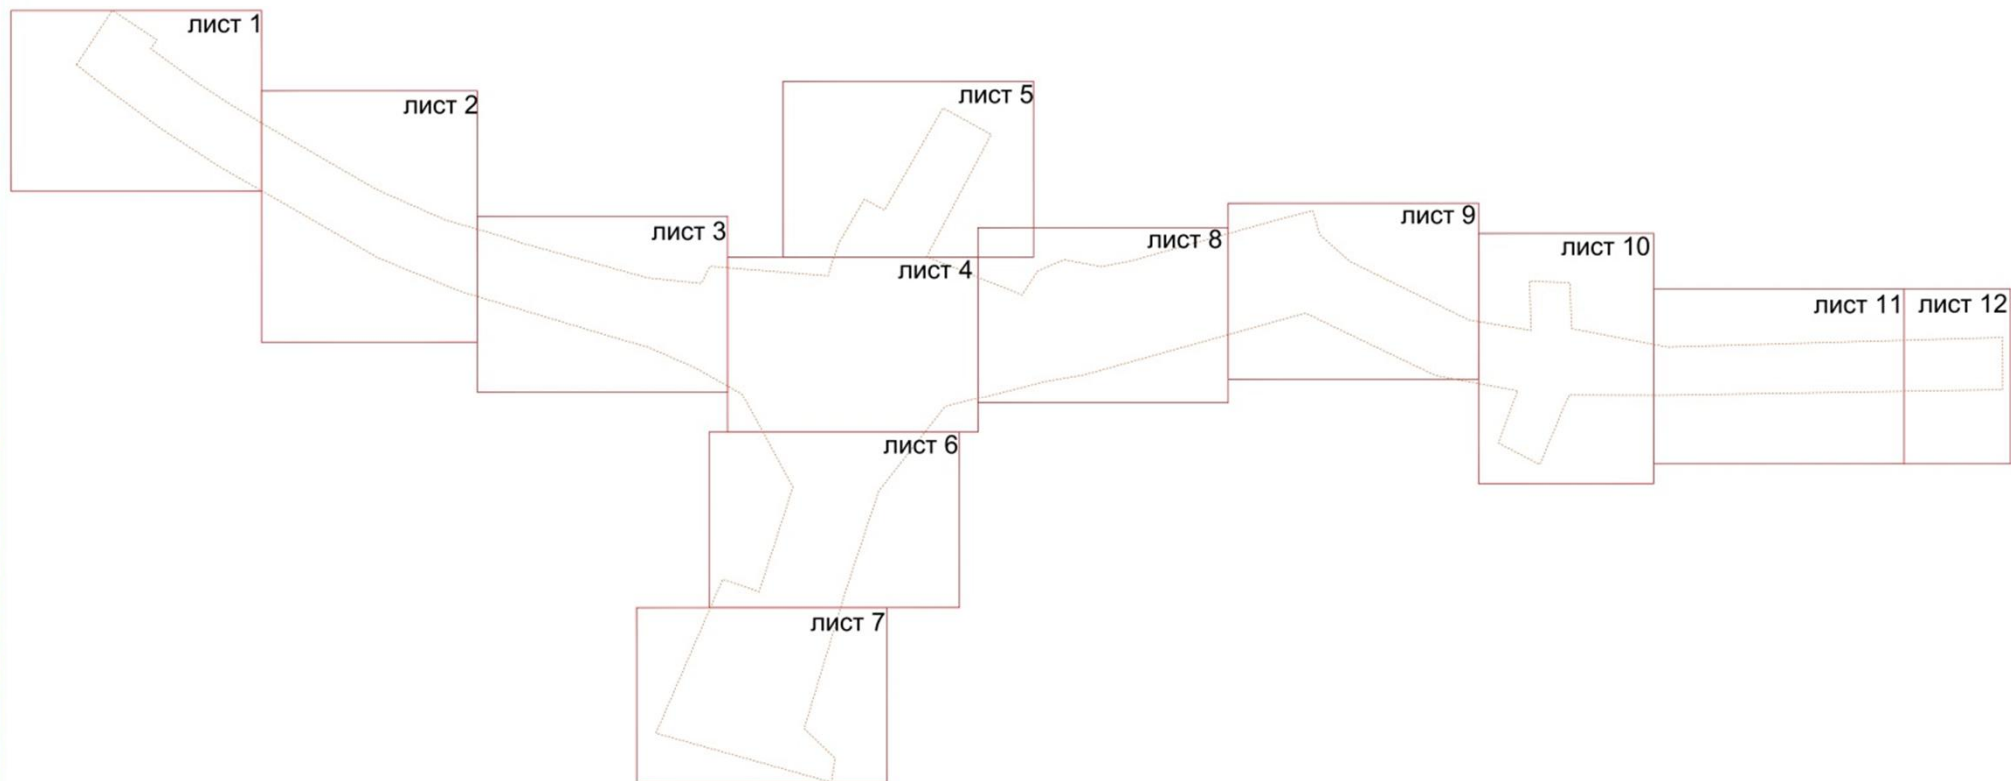 лист 1
лист 2
лист 5
лист 3
лист 9
лист 8
лист 10
лист 4
лист 11
лист 12
лист 6
лист 7